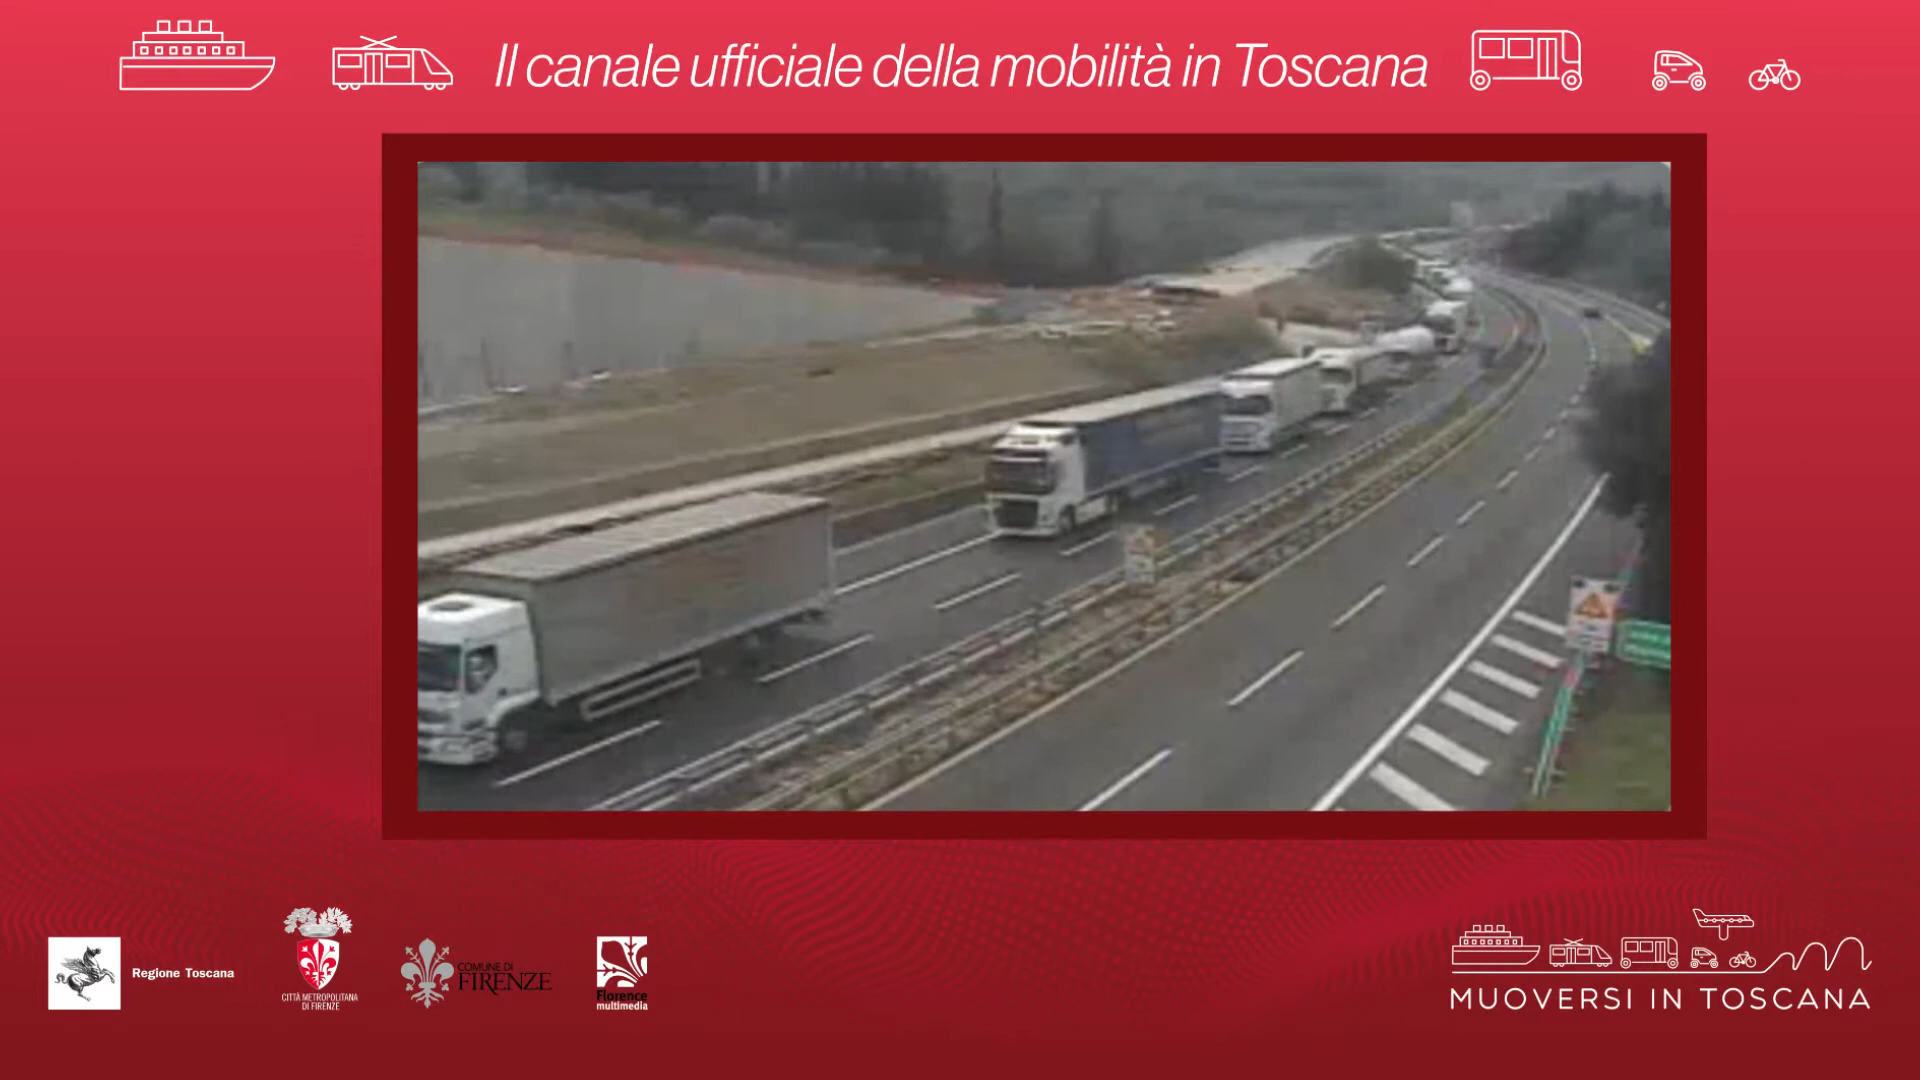 Il canale ufficiale della mobilità in Toscana
Regione Toscana
CITTÀ METROPOLITANA
DI FIRENZE
COMUNE DI
FIRENZE
Florence
multimedia
MUOVERSI IN TOSCANA